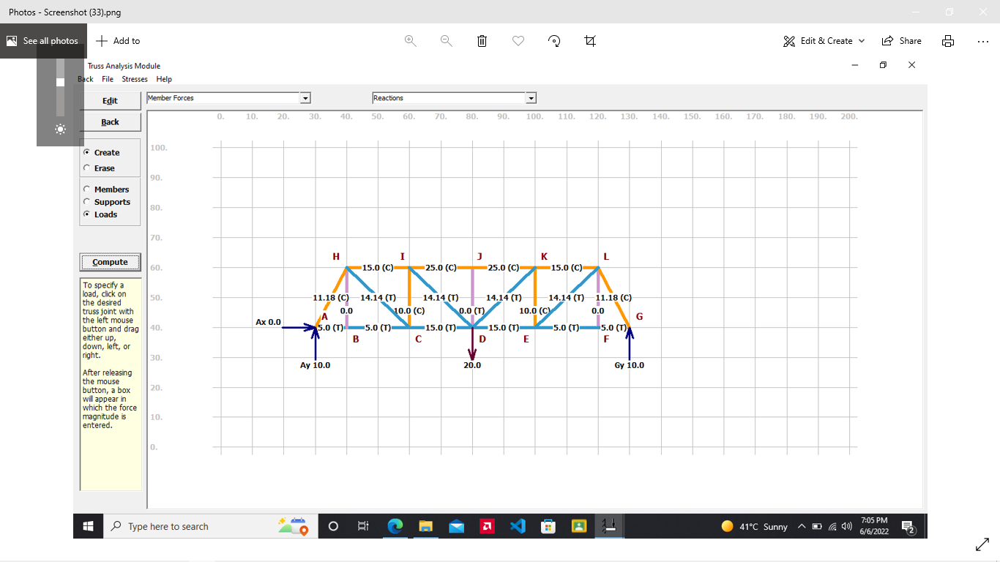 Photos - Screenshot (33).png
See all photos
Add to
Edit & Create
Share
Truss Analysis Module
Back File Stresses Help
Edit
Member Forces
Reactions
Back
Create
Erase
Members
Supports
Loads
Compute
To specify a
load, click on
the desired
truss joint with
the left mouse
button and drag
either up,
down, left, or
right.
After releasing
the mouse
button, a box
will appear in
which the force
magnitude is
entered.
0. 10. 20. 30. 40. 50. 60. 70. 80. 90. 100. 110. 120. 130. 140. 150. 160. 170. 180. 190. 200.
100.
90.
80.
70.
60.
50.
40.
30.
20.
10.
0.
H I J K L
15.0 (C) 25.0 (C) 25.0 (C) 15.0 (C)
11.18 (C) 14.14 (T) 14.14 (T) 14.14 (T) 14.14 (T) 11.18 (C)
0.0 10.0 (C) 0.0 (T) 10.0 (C) 0.0
A G
Ax 0.0
5.0 (T) 5.0 (T) 15.0 (T) 15.0 (T) 5.0 (T) 5.0 (T)
B C D E F
Ay 10.0 20.0 Gy 10.0
Type here to search
41°C Sunny
7:05 PM
6/6/2022
2